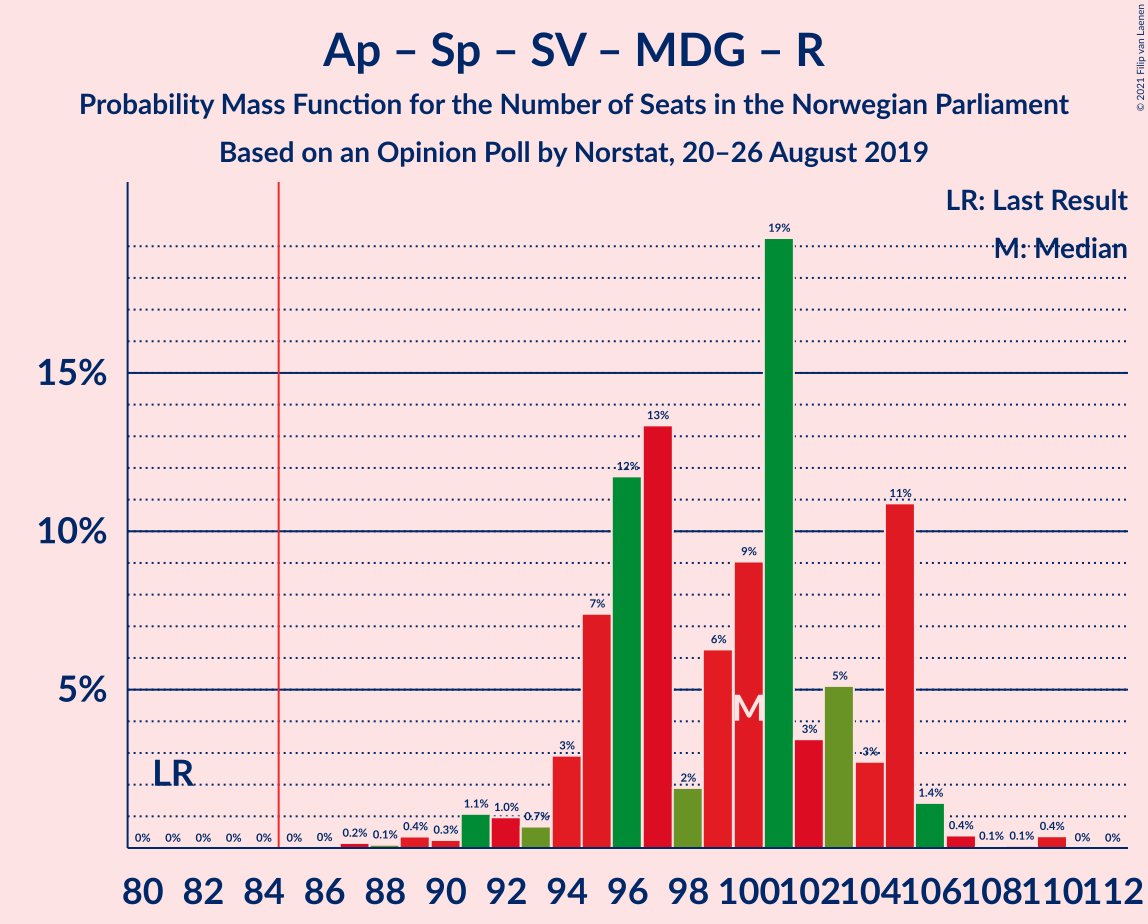 Ap – Sp – SV – MDG – R
Probability Mass Function for the Number of Seats in the Norwegian Parliament
Based on an Opinion Poll by Norstat, 20–26 August 2019
© 2021 Filip van Laenen
LR: Last Result
M: Median
15%
10%
5%
LR
M
0% 0% 0% 0% 0% 0% 0% 0.2% 0.1% 0.4% 0.3% 1.1% 1.0% 0.7% 3% 7% 12% 13% 2% 6% 9% 19% 3% 5% 3% 11% 1.4% 0.4% 0.1% 0.1% 0.4% 0% 0%
80 82 84 86 88 90 92 94 96 98 100 102 104 106 108 110 112